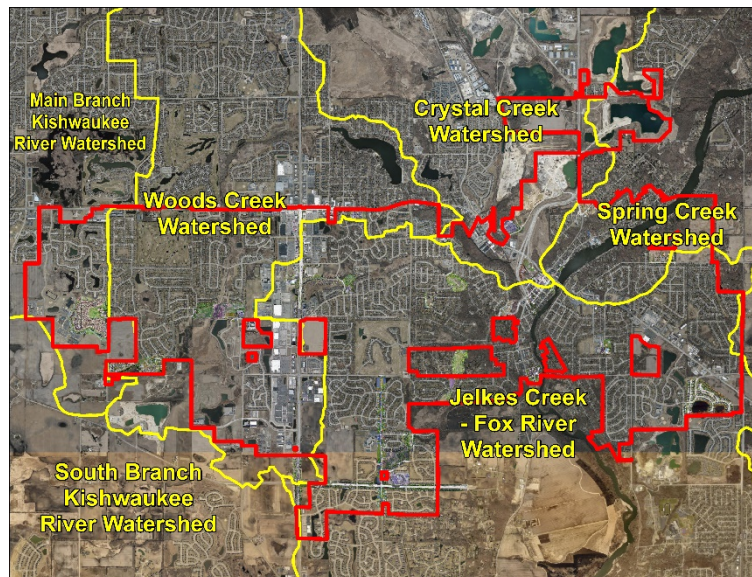 Main Branch
Kishwaukee
River Watershed
Crystal Creek
Watershed
Woods Creek
Watershed
Spring Creek
Watershed
Jelkes Creek
- Fox River
Watershed
South Branch
Kishwaukee
River Watershed